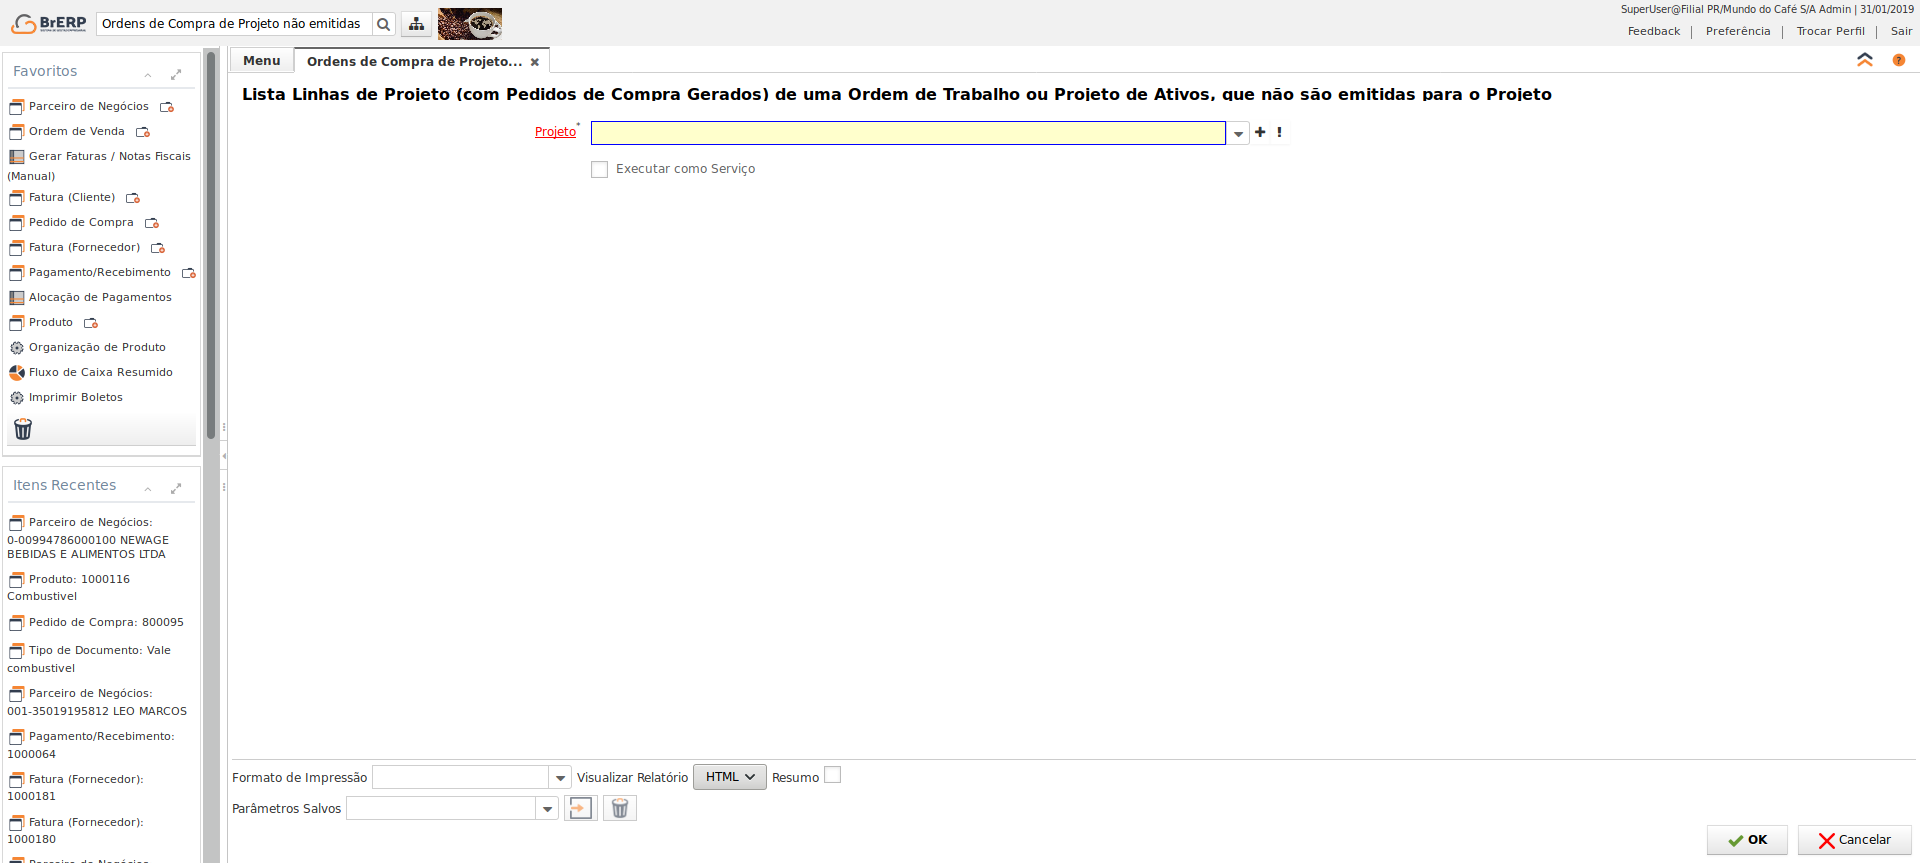 BrERP
Ordens de Compra de Projeto não emitidas
SuperUser@Filial PR/Mundo do Café S/A Admin | 31/01/2019
Feedback | Preferência | Trocar Perfil | Sair
Favoritos
Parceiro de Negócios
Ordem de Venda
Gerar Faturas / Notas Fiscais
(Manual)
Fatura (Cliente)
Pedido de Compra
Fatura (Fornecedor)
Pagamento/Recebimento
Alocação de Pagamentos
Produto
Organização de Produto
Fluxo de Caixa Resumido
Imprimir Boletos
Itens Recentes
Parceiro de Negócios:
0-00994786000100 NEWAGE
BEBIDAS E ALIMENTOS LTDA
Produto: 1000116
Combustivel
Pedido de Compra: 800095
Tipo de Documento: Vale
combustivel
Parceiro de Negócios:
001-35019195812 LEO MARCOS
Pagamento/Recebimento:
1000064
Fatura (Fornecedor):
1000181
Fatura (Fornecedor):
1000180
Parceiro de Negócios
Menu
Ordens de Compra de Projeto...
Lista Linhas de Projeto (com Pedidos de Compra Gerados) de uma Ordem de Trabalho ou Projeto de Ativos, que não são emitidas para o Projeto
Projeto*
Executar como Serviço
Formato de Impressão
Visualizar Relatório
HTML
Resumo
Parâmetros Salvos
OK
Cancelar